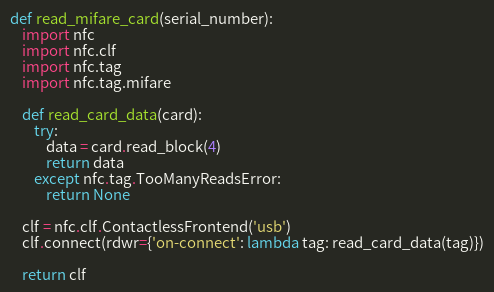 def read_mifare_card(serial_number):
    import nfc
    import nfc.clf
    import nfc.tag
    import nfc.tag.mifare

    def read_card_data(card):
        try:
            data = card.read_block(4)
            return data
        except nfc.tag.TooManyReadsError:
            return None

    clf = nfc.clf.ContactlessFrontend('usb')
    clf.connect(rdwr={'on-connect': lambda tag: read_card_data(tag)})

    return clf